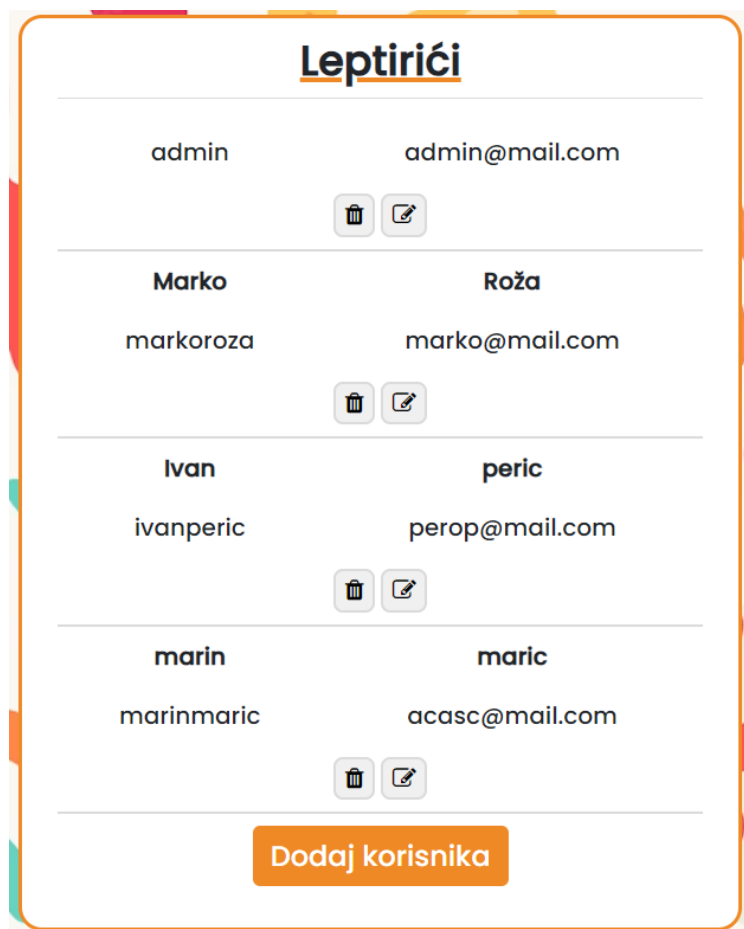 Leptirići
admin admin@mail.com
Marko Roža
markoroza marko@mail.com
Ivan peric
ivanperic perop@mail.com
marin maric
marinmaric acasc@mail.com
Dodaj korisnika